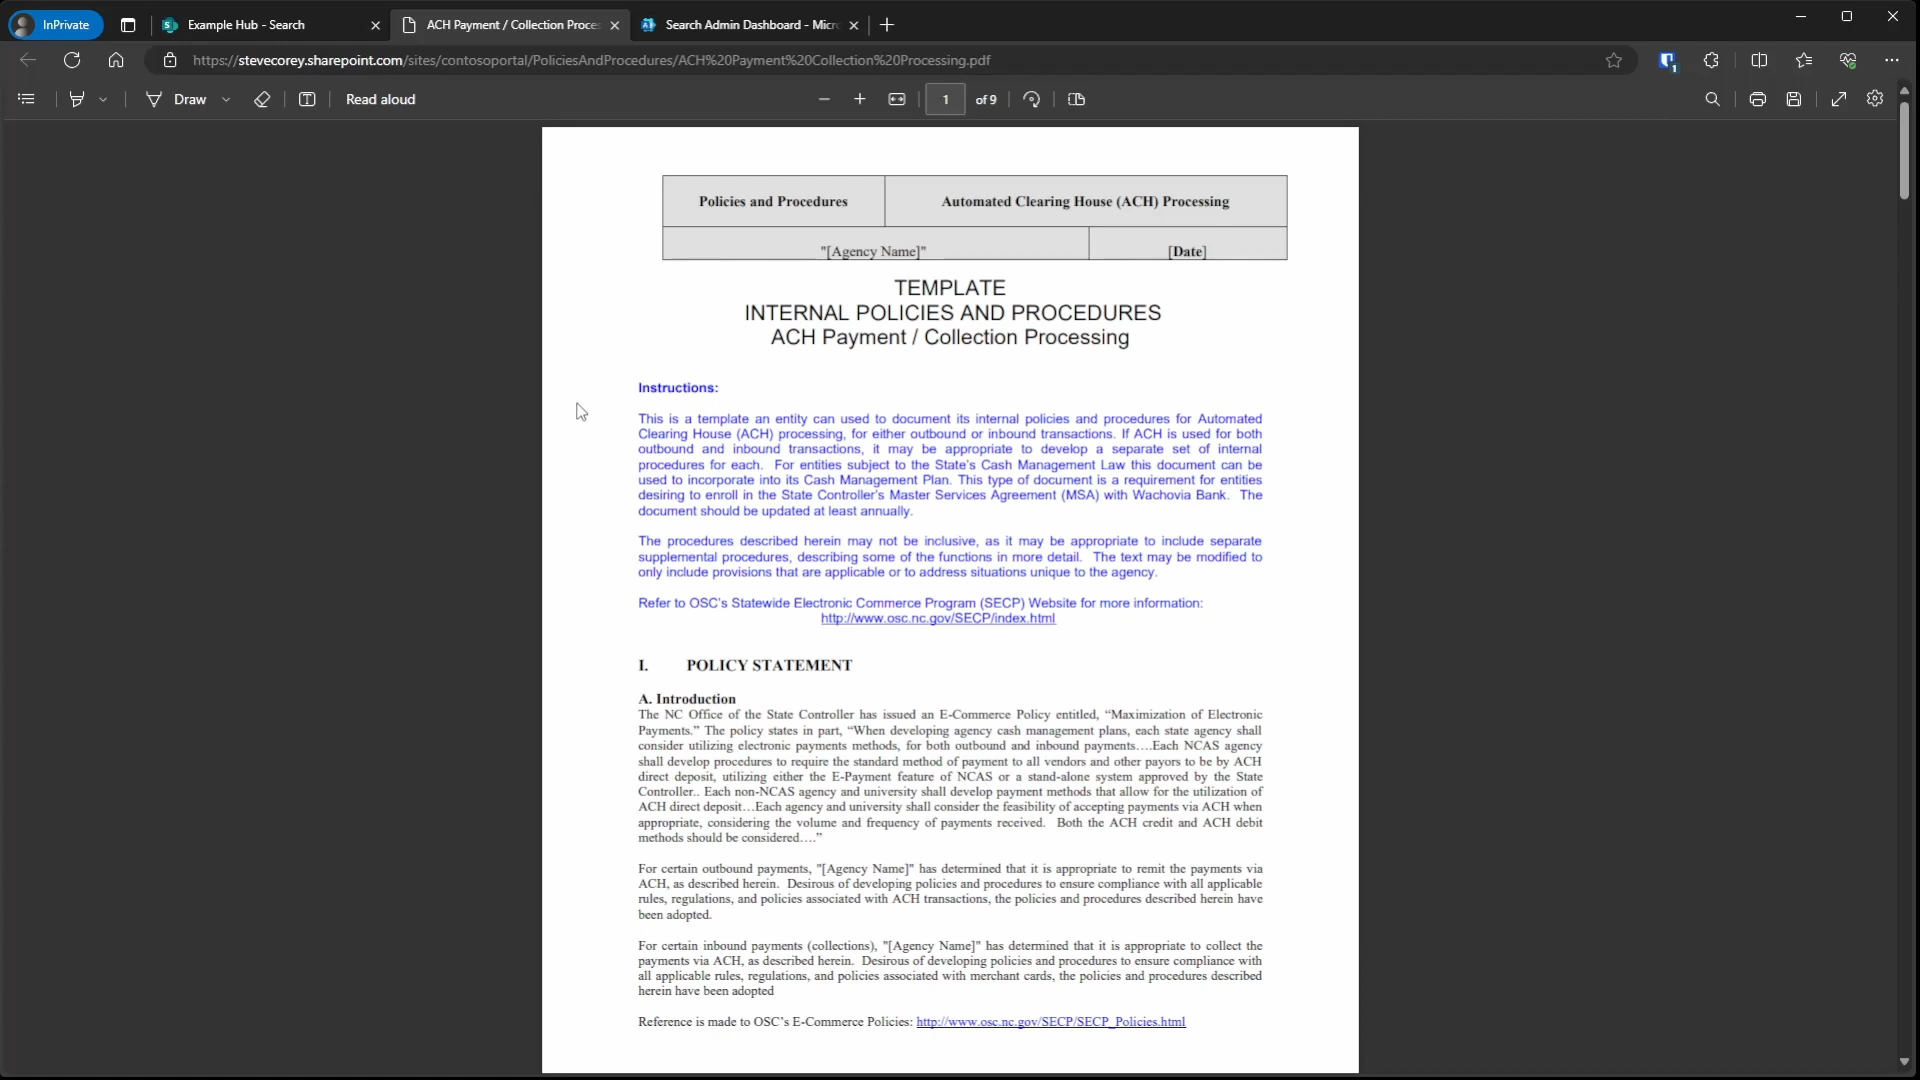 InPrivate
Example Hub - Search
ACH Payment / Collection Proces
Search Admin Dashboard - Micr
https://stevecorey.sharepoint.com/sites/contosoportal/PoliciesAndProcedures/ACH%20Payment%20Collection%20Processing.pdf
1
Draw
Read aloud
1
of 9
Policies and Procedures
Automated Clearing House (ACH) Processing
"[Agency Name]"
[Date]
TEMPLATE
INTERNAL POLICIES AND PROCEDURES
ACH Payment / Collection Processing
Instructions:
This is a template an entity can used to document its internal policies and procedures for Automated
Clearing House (ACH) processing, for either outbound or inbound transactions. If ACH is used for both
outbound and inbound transactions, it may be appropriate to develop a separate set of internal
procedures for each. For entities subject to the State's Cash Management Law this document can be
used to incorporate into its Cash Management Plan. This type of document is a requirement for entities
desiring to enroll in the State Controller's Master Services Agreement (MSA) with Wachovia Bank. The
document should be updated at least annually.
The procedures described herein may not be inclusive, as it may be appropriate to include separate
supplemental procedures, describing some of the functions in more detail. The text may be modified to
only include provisions that are applicable or to address situations unique to the agency.
Refer to OSC's Statewide Electronic Commerce Program (SECP) Website for more information:
http://www.osc.nc.gov/SECP/index.html
I. POLICY STATEMENT
A. Introduction
The NC Office of the State Controller has issued an E-Commerce Policy entitled, “Maximization of Electronic
Payments.” The policy states in part, “When developing agency cash management plans, each state agency shall
consider utilizing electronic payments methods, for both outbound and inbound payments….Each NCAS agency
shall develop procedures to require the standard method of payment to all vendors and other payors to be by ACH
direct deposit, utilizing either the E-Payment feature of NCAS or a stand-alone system approved by the State
Controller.. Each non-NCAS agency and university shall develop payment methods that allow for the utilization of
ACH direct deposit…Each agency and university shall consider the feasibility of accepting payments via ACH when
appropriate, considering the volume and frequency of payments received. Both the ACH credit and ACH debit
methods should be considered….”
For certain outbound payments, "[Agency Name]" has determined that it is appropriate to remit the payments via
ACH, as described herein. Desirous of developing policies and procedures to ensure compliance with all applicable
rules, regulations, and policies associated with ACH transactions, the policies and procedures described herein have
been adopted.
For certain inbound payments (collections), "[Agency Name]" has determined that it is appropriate to collect the
payments via ACH, as described herein. Desirous of developing policies and procedures to ensure compliance with
all applicable rules, regulations, and policies associated with merchant cards, the policies and procedures described
herein have been adopted
Reference is made to OSC's E-Commerce Policies: http://www.osc.nc.gov/SECP/SECP_Policies.html